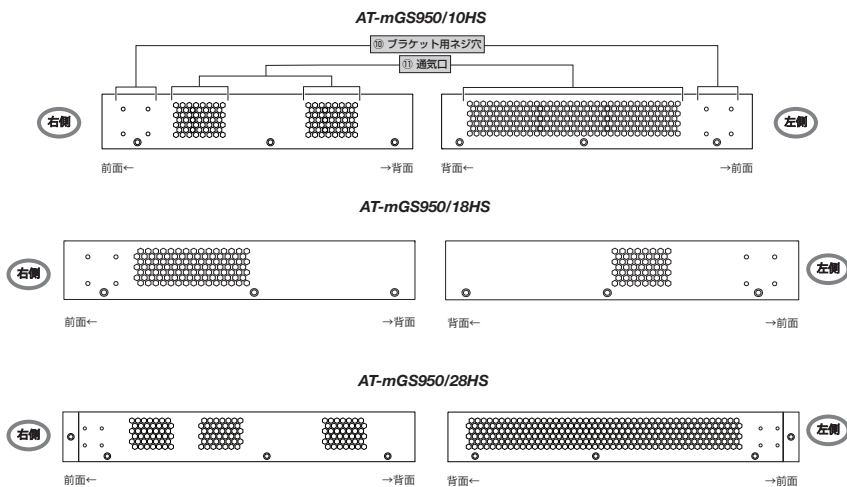 AT-mGS950/10HS
⑩ ブラケット用ネジ穴
⑪ 通気口
右側
左側
前面←
→背面
背面←
→前面
AT-mGS950/18HS
右側
左側
前面←
→背面
背面←
→前面
AT-mGS950/28HS
右側
左側
前面←
→背面
背面←
→前面